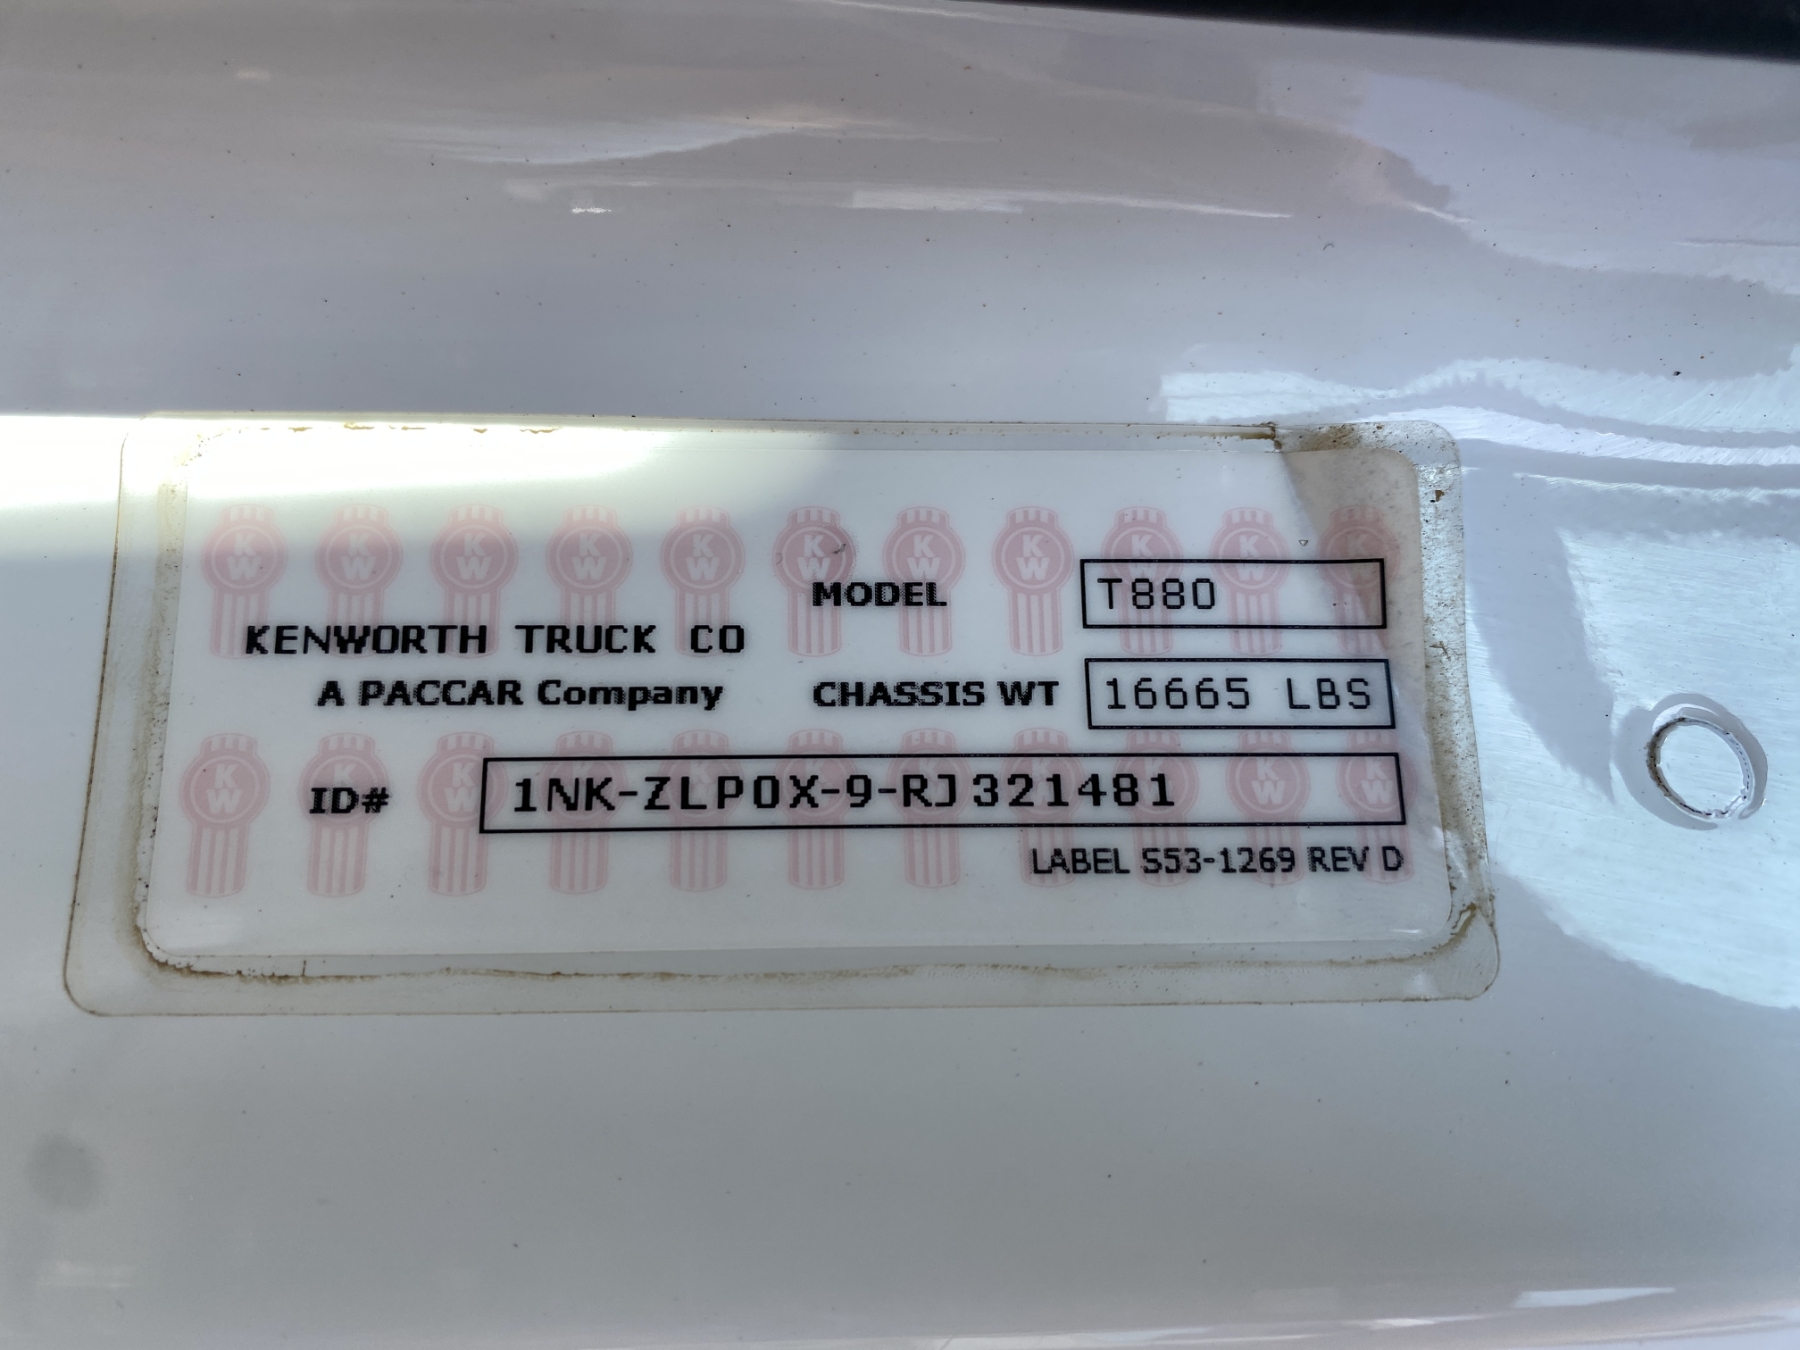 MODEL T880
KENWORTH TRUCK CO
A PACCAR Company
CHASSIS WT 16665 LBS
ID# 1NK-ZLP0X-9-RJ321481
LABEL S53-1269 REV D